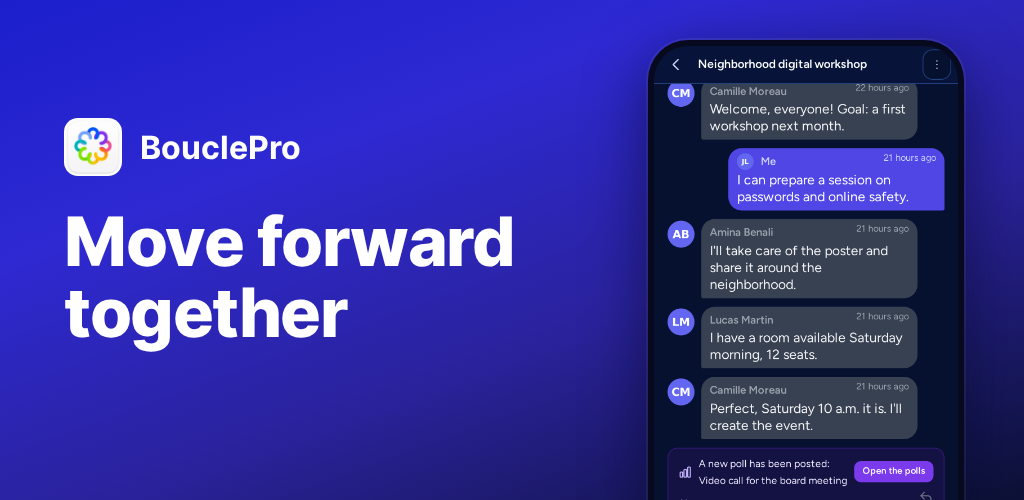 BouclePro
Move forward
together
Neighborhood digital workshop
CM
Camille Moreau
22 hours ago
Welcome, everyone! Goal: a first
workshop next month.
JL
Me
21 hours ago
I can prepare a session on
passwords and online safety.
AB
Amina Benali
21 hours ago
I'll take care of the poster and
share it around the
neighborhood.
LM
Lucas Martin
21 hours ago
I have a room available Saturday
morning, 12 seats.
CM
Camille Moreau
21 hours ago
Perfect, Saturday 10 a.m. it is. I'll
create the event.
A new poll has been posted:
Video call for the board meeting
Open the polls